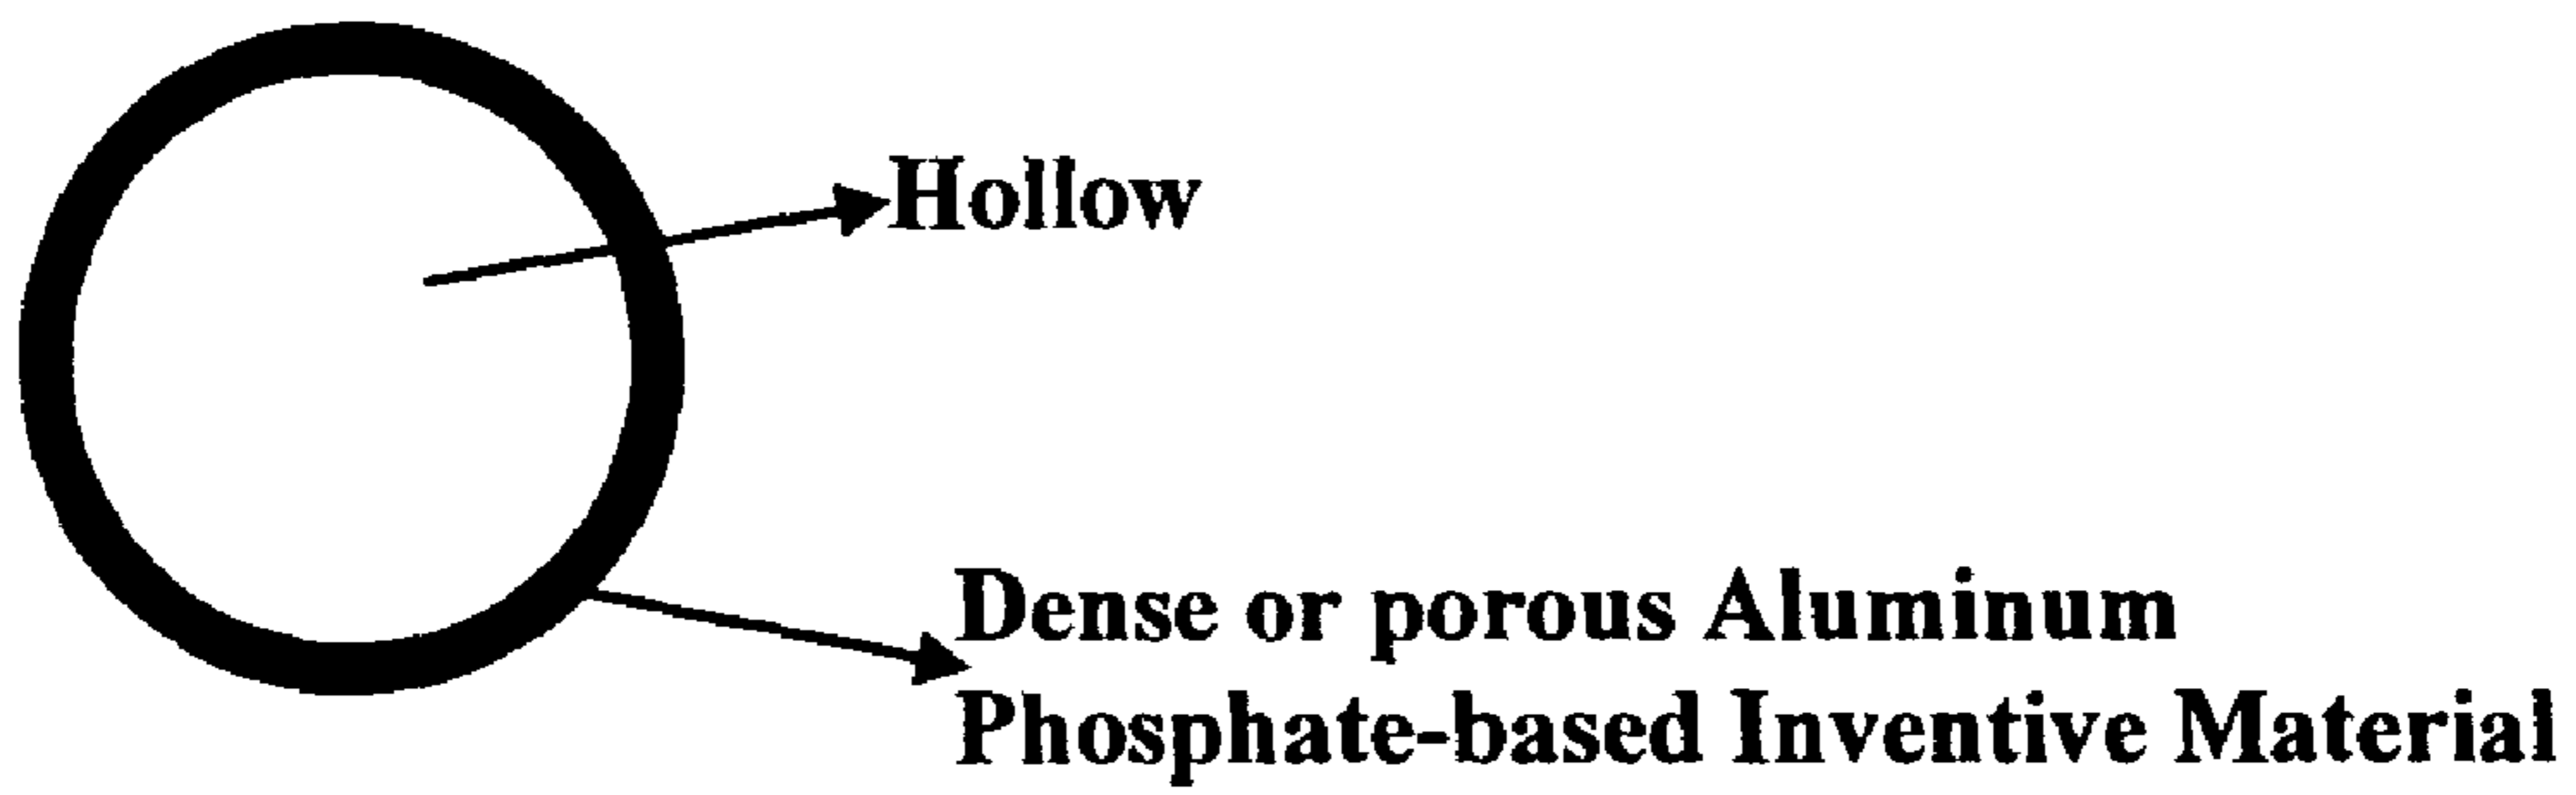 Hollow
Dense or porous Aluminum
Phosphate-based Inventive Material